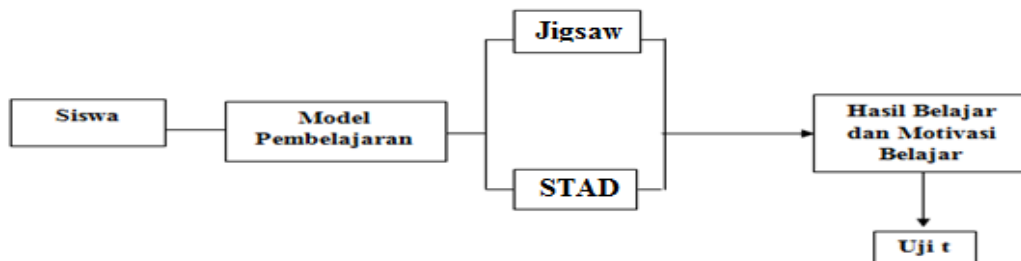 Siswa
Model
Pembelajaran
Jigsaw
STAD
Hasil Belajar
dan Motivasi
Belajar
Uji t